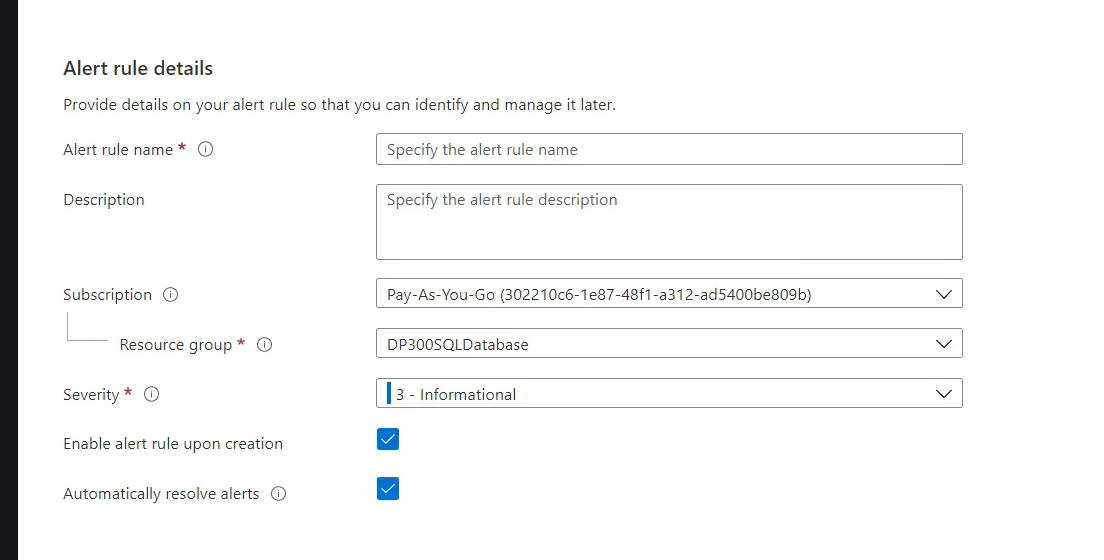 Alert rule details
Provide details on your alert rule so that you can identify and manage it later.
Alert rule name *
Specify the alert rule name
Description
Specify the alert rule description
Subscription
Pay-As-You-Go (302210c6-1e87-48f1-a312-ad5400be809b)
Resource group *
DP300SQLDatabase
Severity *
3 - Informational
Enable alert rule upon creation
Automatically resolve alerts